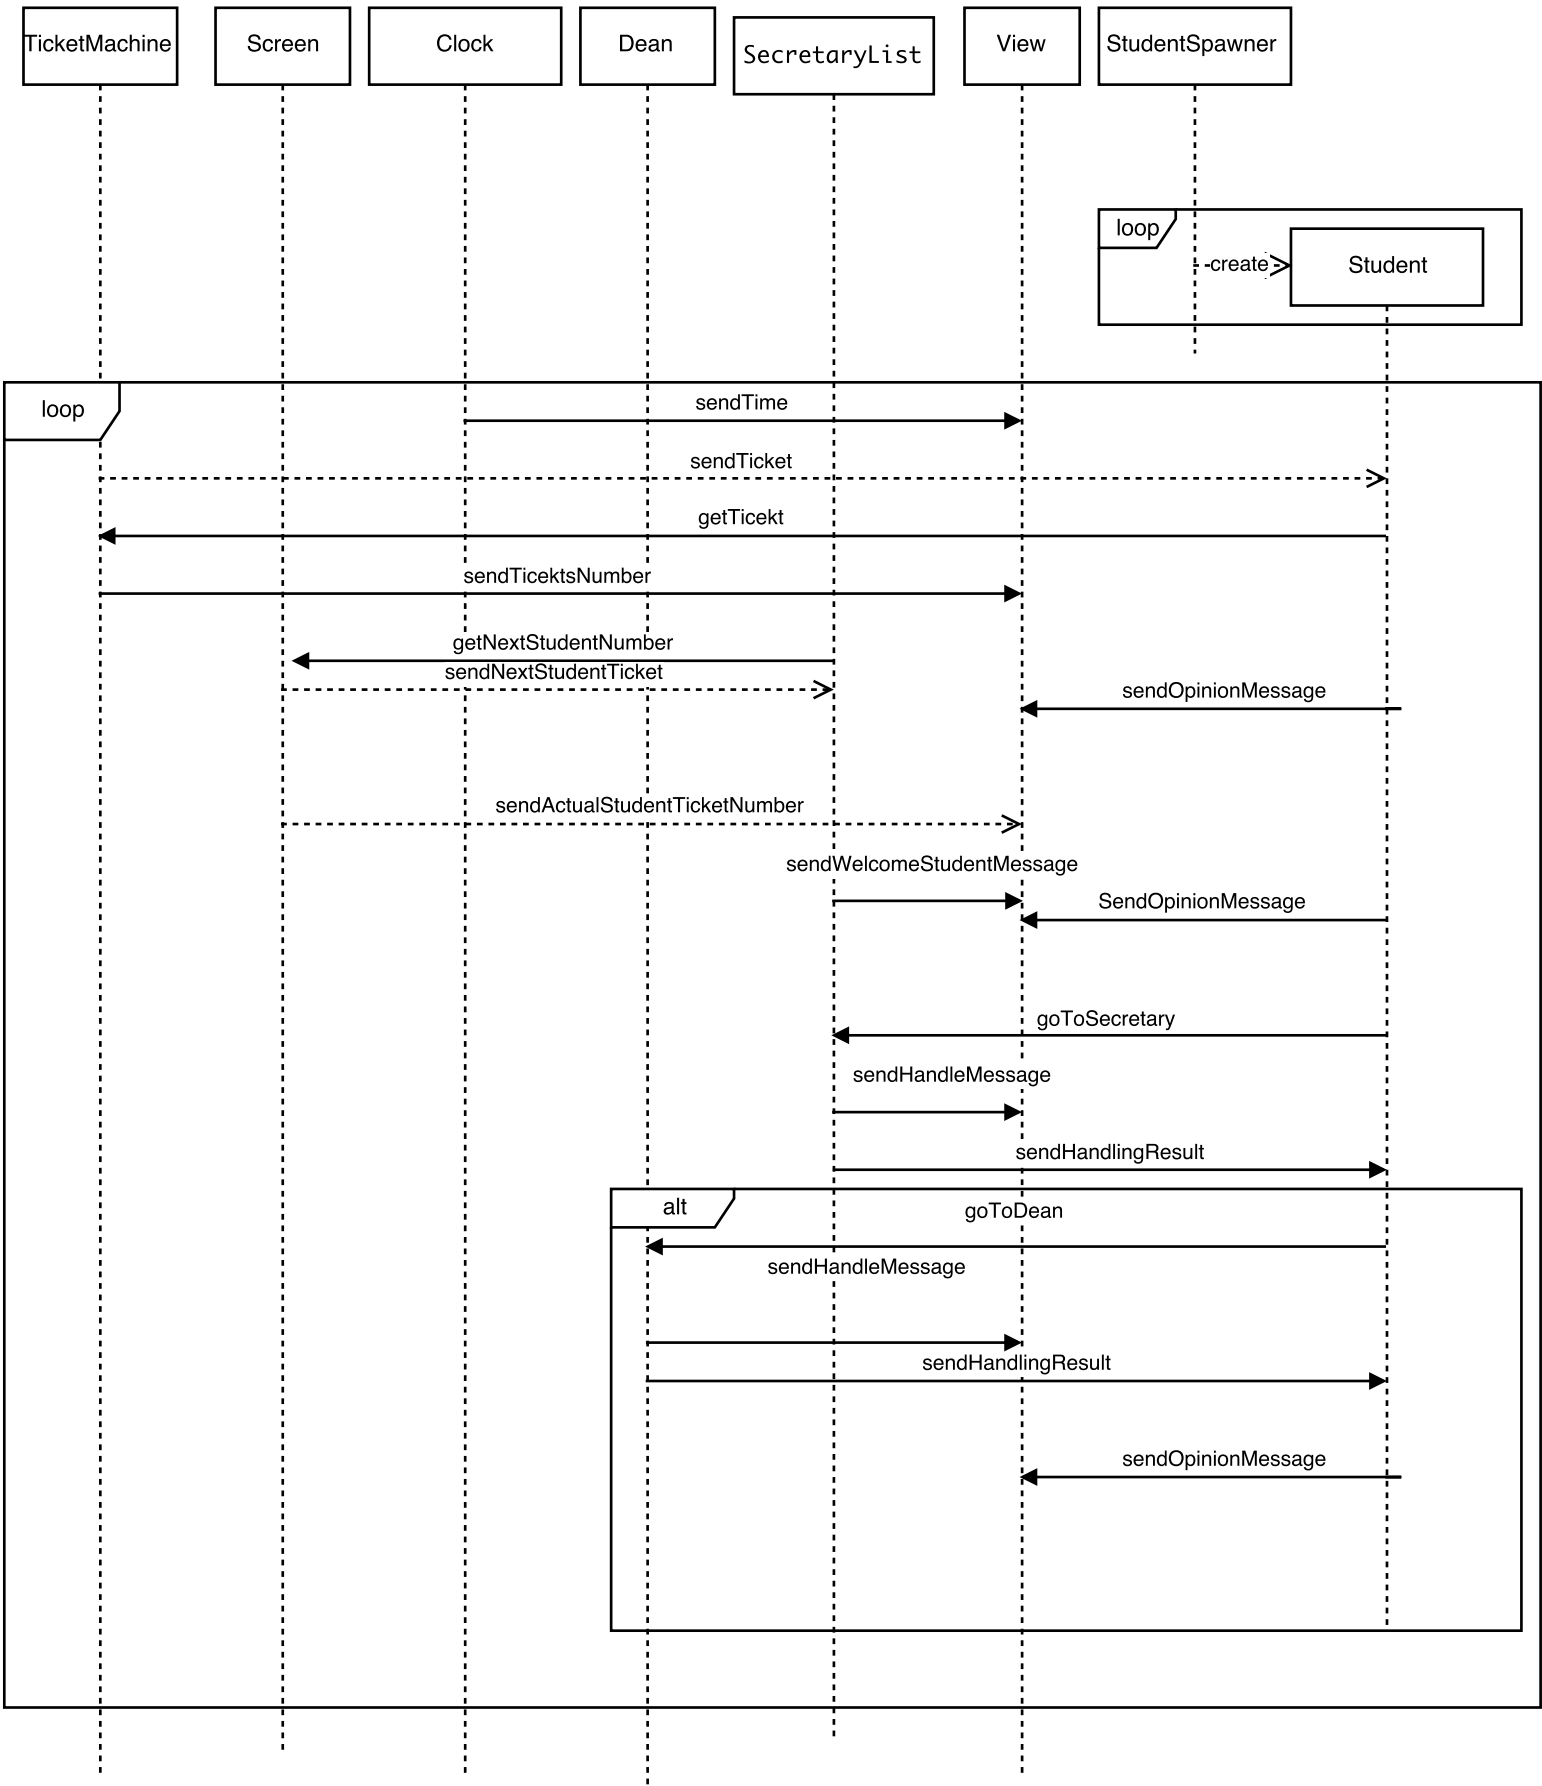 TicketMachine
Screen
Clock
Dean
SecretaryList
View
StudentSpawner
loop
create
Student
loop
sendTime
sendTicket
getTicekt
sendTicektsNumber
getNextStudentNumber
sendNextStudentTicket
sendOpinionMessage
sendActualStudentTicketNumber
sendWelcomeStudentMessage
SendOpinionMessage
goToSecretary
sendHandleMessage
sendHandlingResult
alt
goToDean
sendHandleMessage
sendHandlingResult
sendOpinionMessage